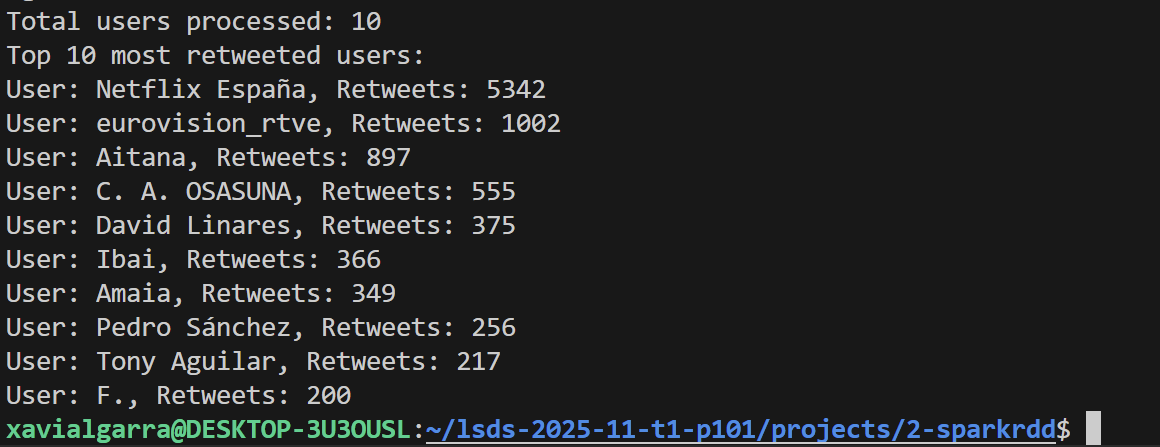 Total users processed: 10
Top 10 most retweeted users:
User: Netflix España, Retweets: 5342
User: eurovision_rtve, Retweets: 1002
User: Aitana, Retweets: 897
User: C. A. OSASUNA, Retweets: 555
User: David Linares, Retweets: 375
User: Ibai, Retweets: 366
User: Amaia, Retweets: 349
User: Pedro Sánchez, Retweets: 256
User: Tony Aguilar, Retweets: 217
User: F., Retweets: 200
xavialgarra@DESKTOP-3U3OUSL:~/lsds-2025-11-t1-p101/projects/2-sparkrdd$